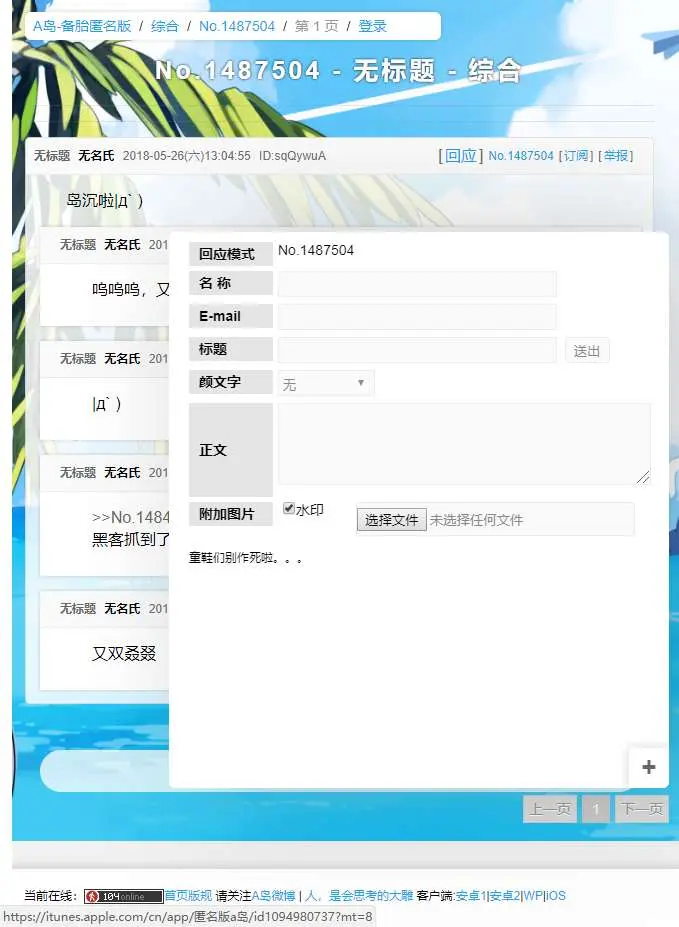 A岛-备胎匿名版 / 综合 / No.1487504 / 第 1 页 / 登录
No.1487504 - 无标题 - 综合
无标题 无名氏 2018-05-26(六)13:04:55 ID:sqQywuA [回应] No.1487504 [订阅] [举报]
岛沉啦|д` )
无标题 无名氏 201
呜呜呜，又
无标题 无名氏 201
|д` )
无标题 无名氏 201
>>No.1484
黑客抓到了
无标题 无名氏 201
又双叒叕
回应模式 No.1487504
名 称
E-mail
标题 送出
颜文字 无
正文
附加图片 水印 选择文件 未选择任何文件
童鞋们别作死啦。。。
+
上一页 1 下一页
当前在线： 104online 首页版规 请关注A岛微博 | 人，是会思考的大雕 客户端:安卓1|安卓2|WP|iOS
https://itunes.apple.com/cn/app/匿名版a岛/id1094980737?mt=8